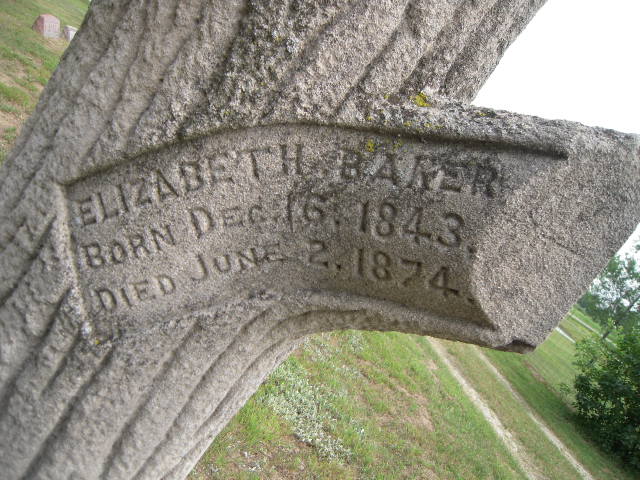 ELIZABETH BAKER
BORN DEC. 16. 1843.
DIED JUNE 2. 1874.